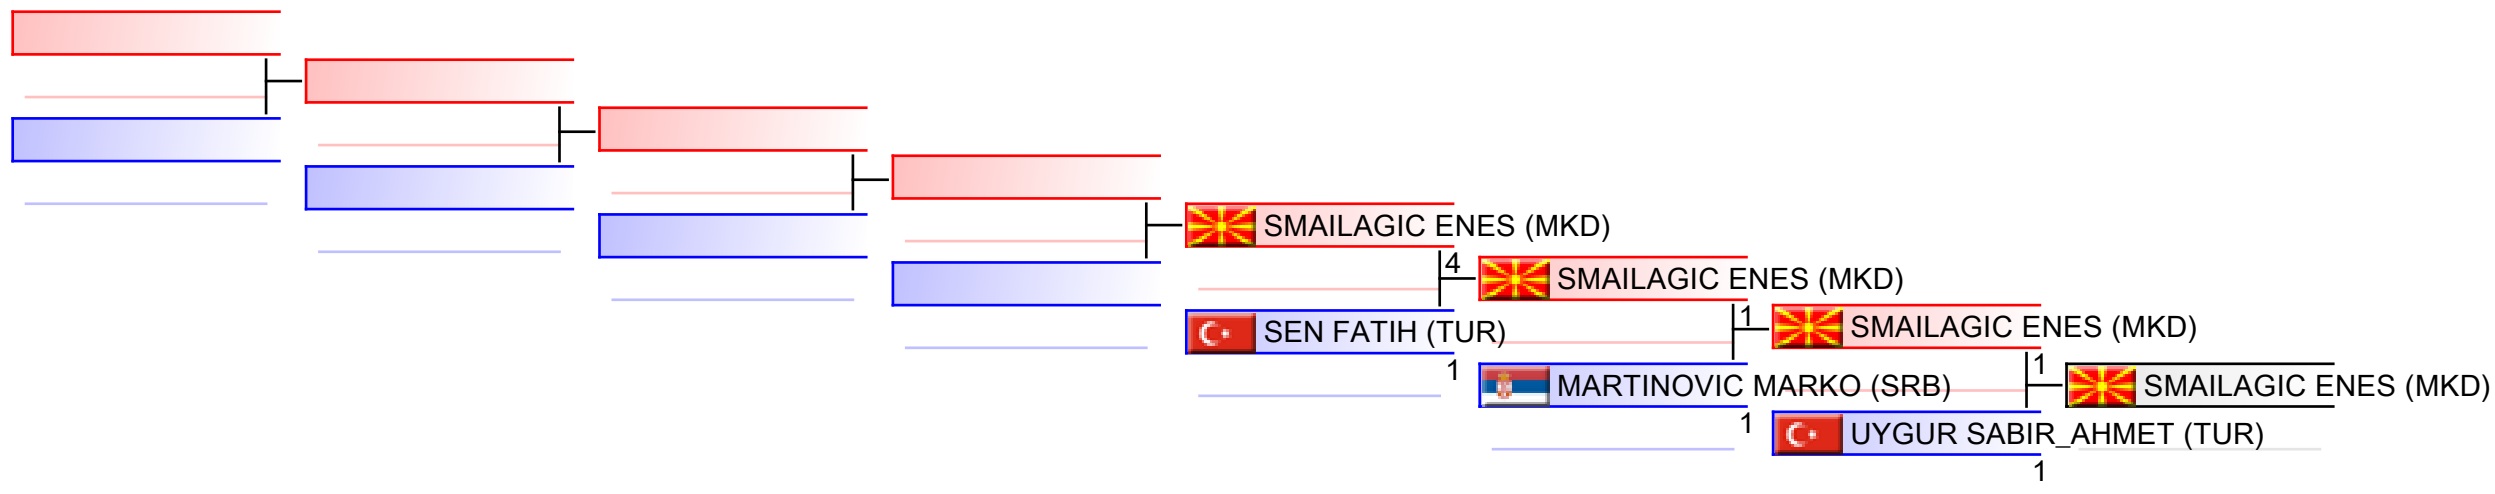 SMAILAGIC ENES (MKD)
4
SEN FATIH (TUR)
1
SMAILAGIC ENES (MKD)
1
MARTINOVIC MARKO (SRB)
1
SMAILAGIC ENES (MKD)
1
UYGUR SABIR_AHMET (TUR)
1
SMAILAGIC ENES (MKD)